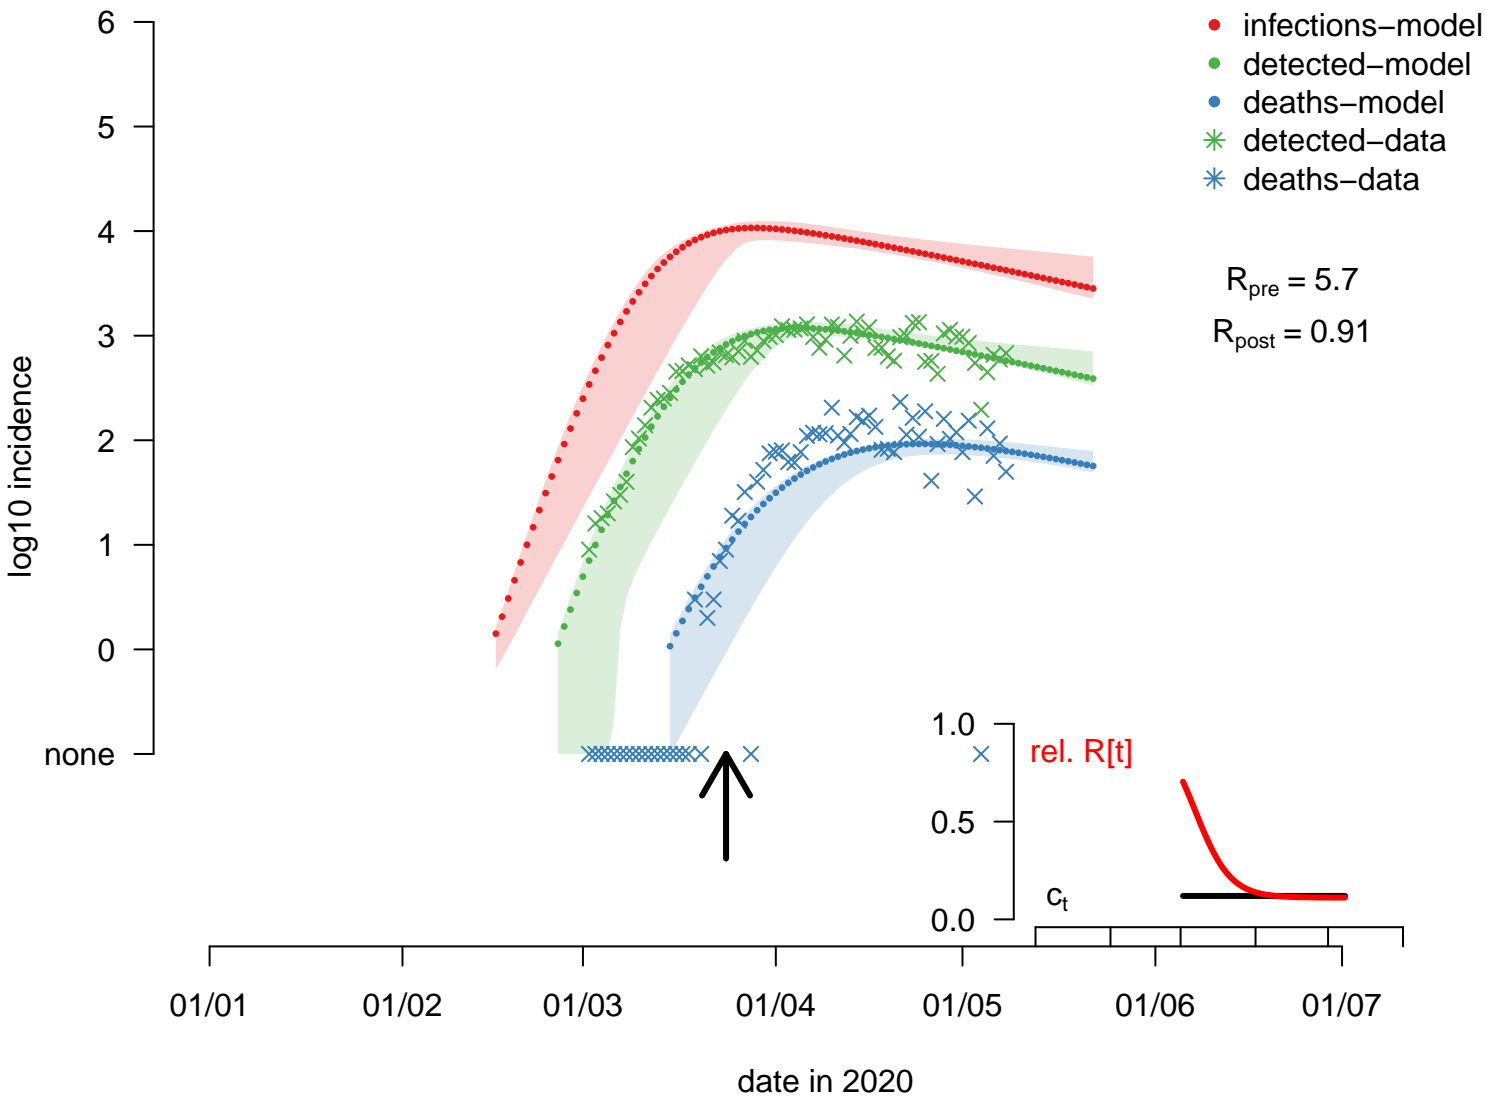 log10 incidence
6
5
4
3
2
1
0
none
infections−model
detected−model
deaths−model
detected−data
deaths−data
Rpre = 5.7
Rpost = 0.91
1.0
0.5
0.0
rel. R[t]
ct
01/01 01/02 01/03 01/04 01/05 01/06 01/07
date in 2020